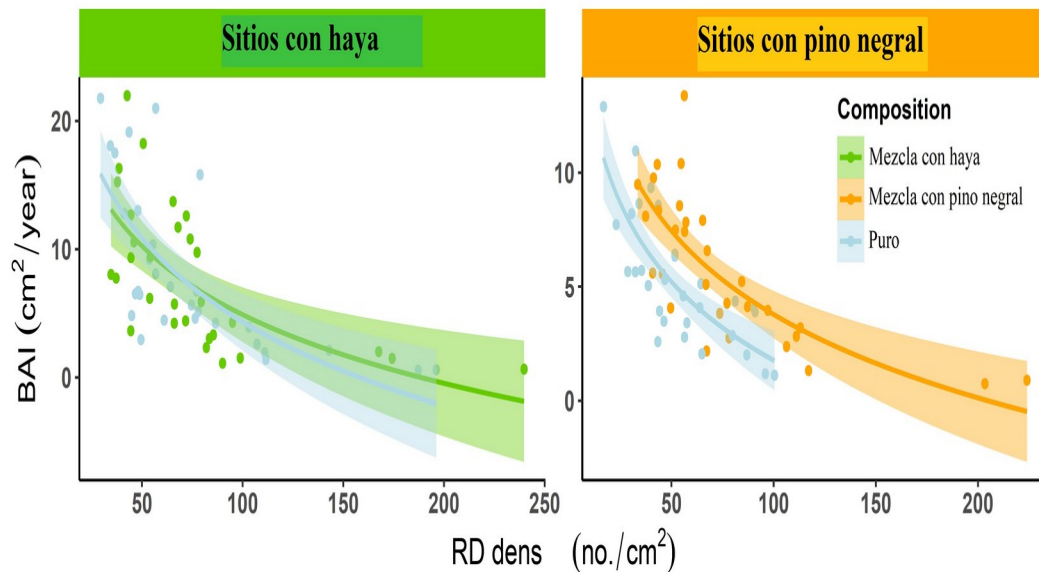 Sitios con haya
Sitios con pino negral
BAI (cm²/year)
20
10
0
50
100
150
200
250
10
5
0
50
100
150
200
Composition
Mezcla con haya
Mezcla con pino negral
Puro
RD dens (no./cm²)